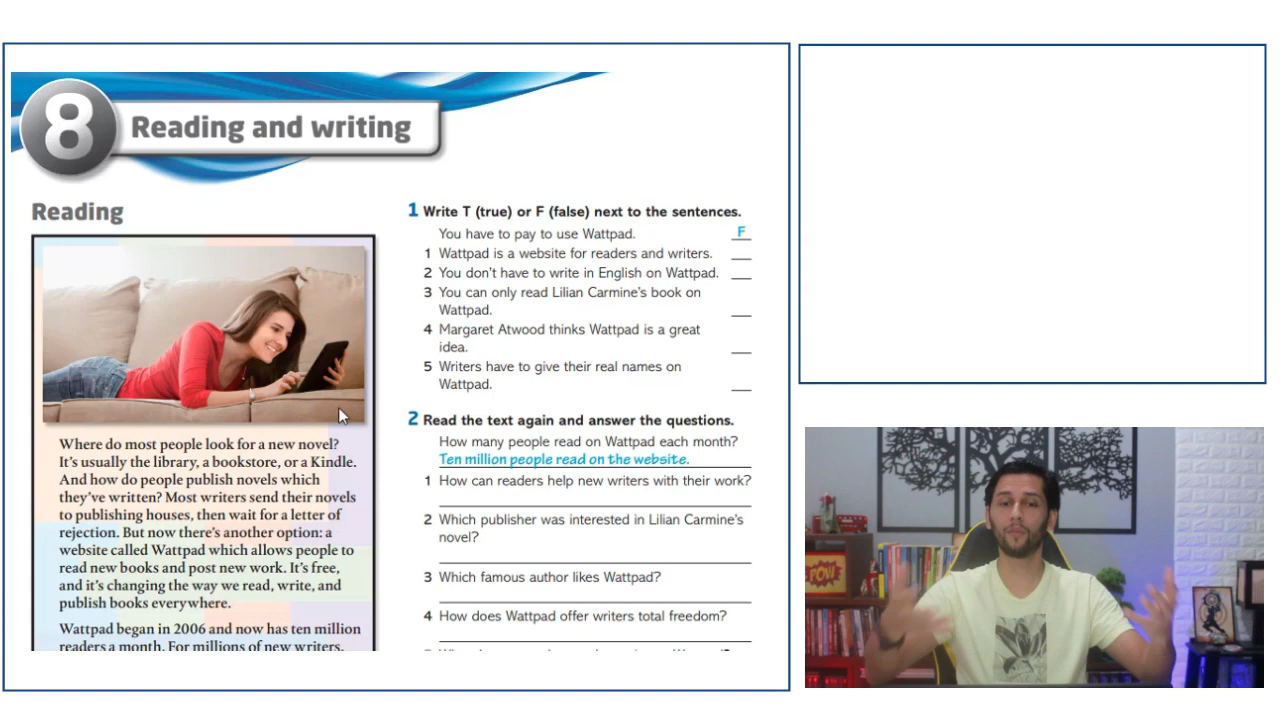 8
Reading and writing
Reading
Where do most people look for a new novel?
It's usually the library, a bookstore, or a Kindle.
And how do people publish novels which
they've written? Most writers send their novels
to publishing houses, then wait for a letter of
rejection. But now there's another option: a
website called Wattpad which allows people to
read new books and post new work. It's free,
and it's changing the way we read, write, and
publish books everywhere.
Wattpad began in 2006 and now has ten million
readers a month. For millions of new writers,
1 Write T (true) or F (false) next to the sentences.
You have to pay to use Wattpad. F
1 Wattpad is a website for readers and writers.
2 You don't have to write in English on Wattpad.
3 You can only read Lilian Carmine's book on
Wattpad.
4 Margaret Atwood thinks Wattpad is a great
idea.
5 Writers have to give their real names on
Wattpad.
2 Read the text again and answer the questions.
How many people read on Wattpad each month?
Ten million people read on the website.
1 How can readers help new writers with their work?
2 Which publisher was interested in Lilian Carmine's
novel?
3 Which famous author likes Wattpad?
4 How does Wattpad offer writers total freedom?
POW